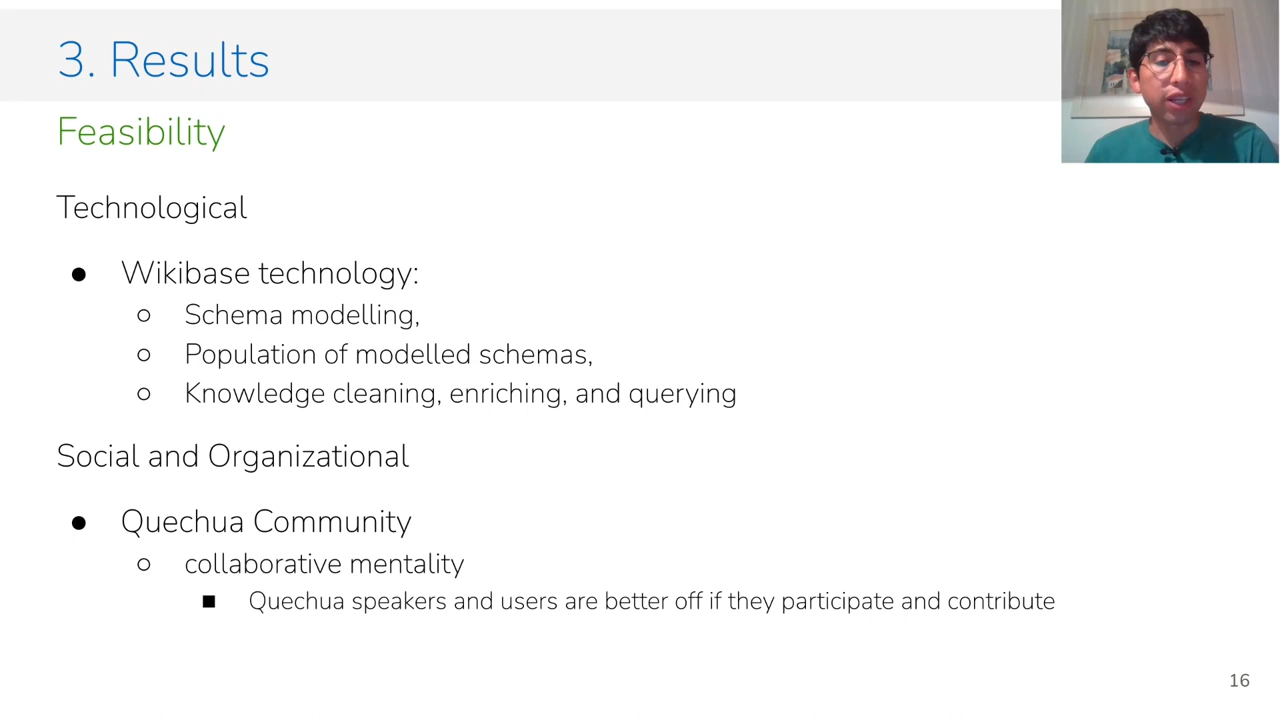 3. Results
Feasibility
Technological
● Wikibase technology:
○ Schema modelling,
○ Population of modelled schemas,
○ Knowledge cleaning, enriching, and querying
Social and Organizational
● Quechua Community
○ collaborative mentality
■ Quechua speakers and users are better off if they participate and contribute
16